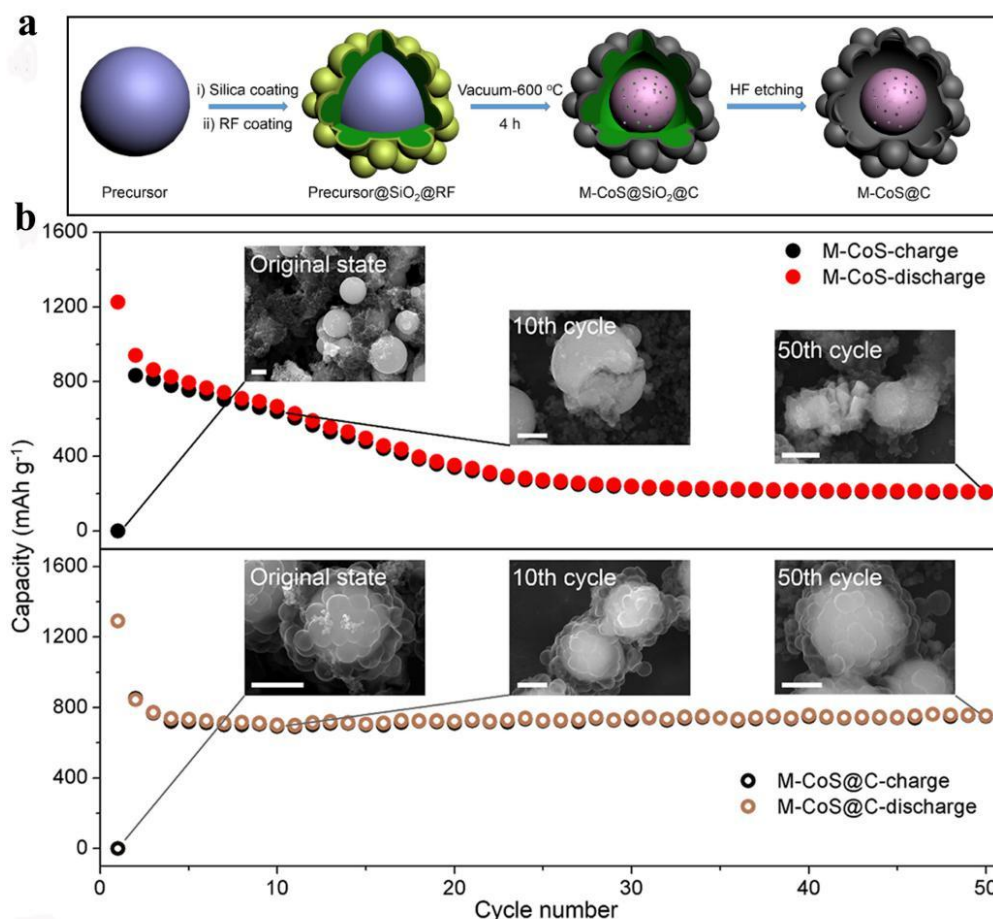 a
i) Silica coating
ii) RF coating
Vacuum-600 °C
4 h
HF etching
Precursor
Precursor@SiO₂@RF
M-CoS@SiO₂@C
M-CoS@C
b
1600
1200
800
400
0
Original state
10th cycle
50th cycle
M-CoS-charge
M-CoS-discharge
Capacity (mAh g⁻¹)
1600
1200
800
400
0
Original state
10th cycle
50th cycle
M-CoS@C-charge
M-CoS@C-discharge
0 10 20 30 40 50
Cycle number